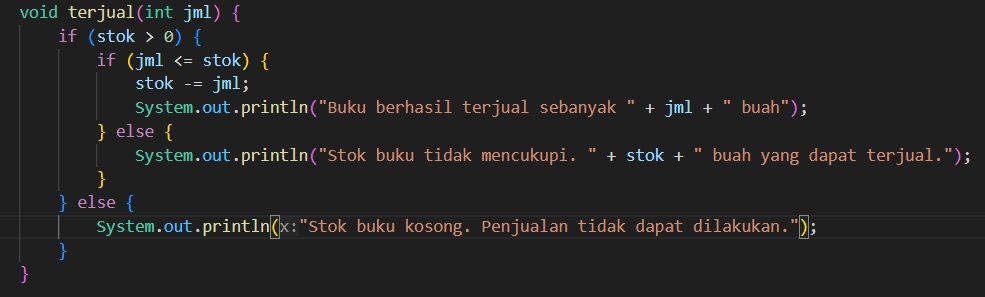 void terjual(int jml) {
if (stok > 0) {
if (jml <= stok) {
stok -= jml;
System.out.println("Buku berhasil terjual sebanyak " + jml + " buah");
} else {
System.out.println("Stok buku tidak mencukupi. " + stok + " buah yang dapat terjual.");
}
} else {
System.out.println(x:"Stok buku kosong. Penjualan tidak dapat dilakukan.");
}
}